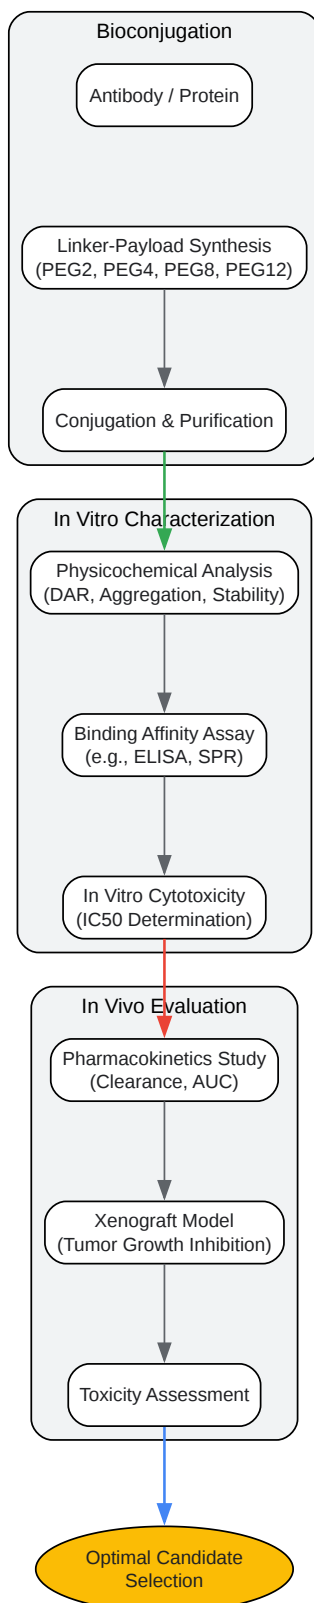 Bioconjugation
Antibody / Protein
Linker-Payload Synthesis
(PEG2, PEG4, PEG8, PEG12)
Conjugation & Purification
In Vitro Characterization
Physicochemical Analysis
(DAR, Aggregation, Stability)
Binding Affinity Assay
(e.g., ELISA, SPR)
In Vitro Cytotoxicity
(IC50 Determination)
In Vivo Evaluation
Pharmacokinetics Study
(Clearance, AUC)
Xenograft Model
(Tumor Growth Inhibition)
Toxicity Assessment
Optimal Candidate
Selection